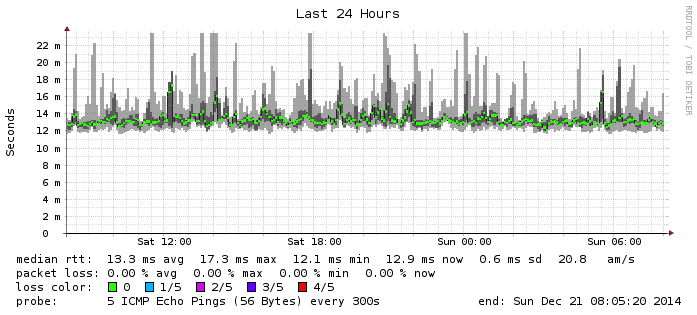 Last 24 Hours
RRDTOOL / TOBI OETIKER
Seconds
22 m
20 m
18 m
16 m
14 m
12 m
10 m
8 m
6 m
4 m
2 m
0
Sat 12:00 Sat 18:00 Sun 00:00 Sun 06:00
median rtt: 13.3 ms avg 17.3 ms max 12.1 ms min 12.9 ms now 0.6 ms sd 20.8 am/s
packet loss: 0.00 % avg 0.00 % max 0.00 % min 0.00 % now
loss color: 0 1/5 2/5 3/5 4/5
probe: 5 ICMP Echo Pings (56 Bytes) every 300s end: Sun Dec 21 08:05:20 2014